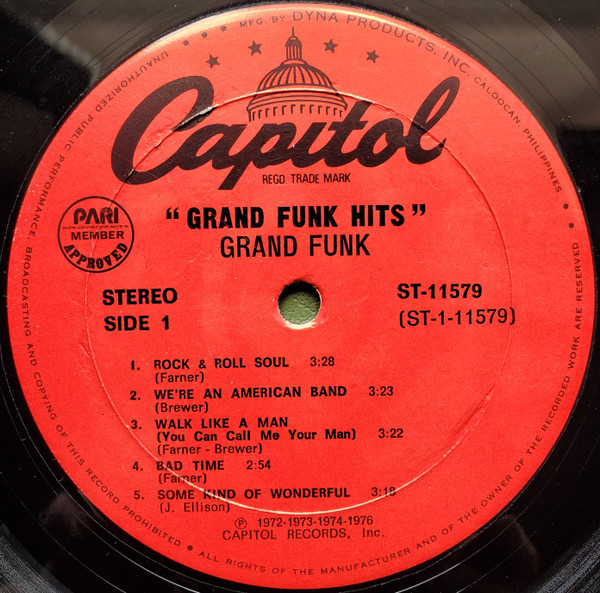 MFG. BY DYNA PRODUCTS, INC. CALOOCAN PHILIPPINES
Capitol
REGD. TRADE MARK
PARI
MEMBER
APPROVED
" GRAND FUNK HITS "
GRAND FUNK
STEREO
SIDE 1
ST-11579
(ST-1-11579)
1. ROCK & ROLL SOUL 3:28
(Farner)
2. WE'RE AN AMERICAN BAND 3:23
(Brewer)
3. WALK LIKE A MAN
(You Can Call Me Your Man) 3:22
(Farner - Brewer)
4. BAD TIME 2:54
(Farner)
5. SOME KIND OF WONDERFUL 3:18
(J. Ellison)
Ⓟ 1972-1973-1974-1976
CAPITOL RECORDS, Inc.
UNAUTHORIZED PUBLIC PERFORMANCE, BROADCASTING AND COPYING OF THIS RECORD PROHIBITED • ALL RIGHTS OF THE MANUFACTURER AND OF THE OWNER OF THE RECORDED WORK ARE RESERVED